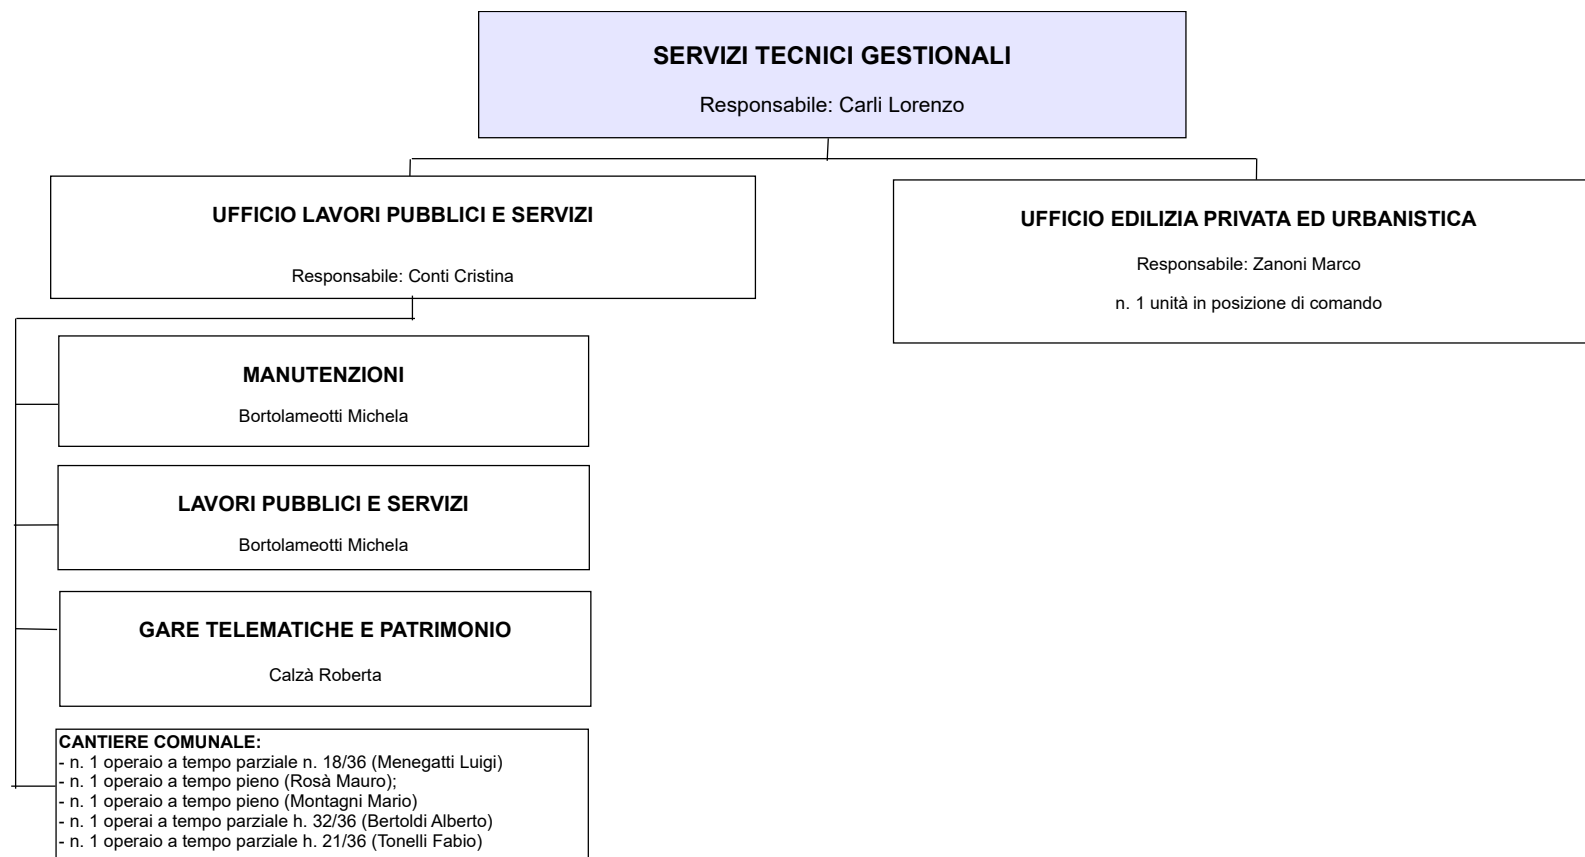 SERVIZI TECNICI GESTIONALI
Responsabile: Carli Lorenzo
UFFICIO LAVORI PUBBLICI E SERVIZI
Responsabile: Conti Cristina
UFFICIO EDILIZIA PRIVATA ED URBANISTICA
Responsabile: Zanoni Marco
n. 1 unità in posizione di comando
MANUTENZIONI
Bortolameotti Michela
LAVORI PUBBLICI E SERVIZI
Bortolameotti Michela
GARE TELEMATICHE E PATRIMONIO
Calzà Roberta
CANTIERE COMUNALE:
- n. 1 operaio a tempo parziale n. 18/36 (Menegatti Luigi)
- n. 1 operaio a tempo pieno (Rosà Mauro);
- n. 1 operaio a tempo pieno (Montagni Mario)
- n. 1 operai a tempo parziale h. 32/36 (Bertoldi Alberto)
- n. 1 operaio a tempo parziale h. 21/36 (Tonelli Fabio)